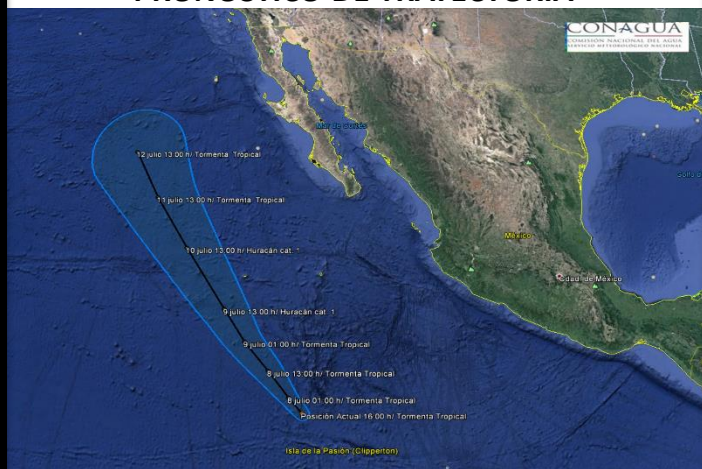 PRONÓSTICO DE TRAYECTORIA
CONAGUA
COMISIÓN NACIONAL DEL AGUA
SERVICIO METEOROLÓGICO NACIONAL
Mar de Cortés
12 julio 13:00 h/ Tormenta Tropical
11 julio 13:00 h/ Tormenta Tropical
México
10 julio 13:00 h/ Huracán cat. 1
Cdad. de México
9 julio 13:00 h/ Huracán cat. 1
9 julio 01:00 h/ Tormenta Tropical
8 julio 13:00 h/ Tormenta Tropical
8 julio 01:00 h/ Tormenta Tropical
Posición Actual 16:00 h/ Tormenta Tropical
Isla de la Pasión (Clipperton)